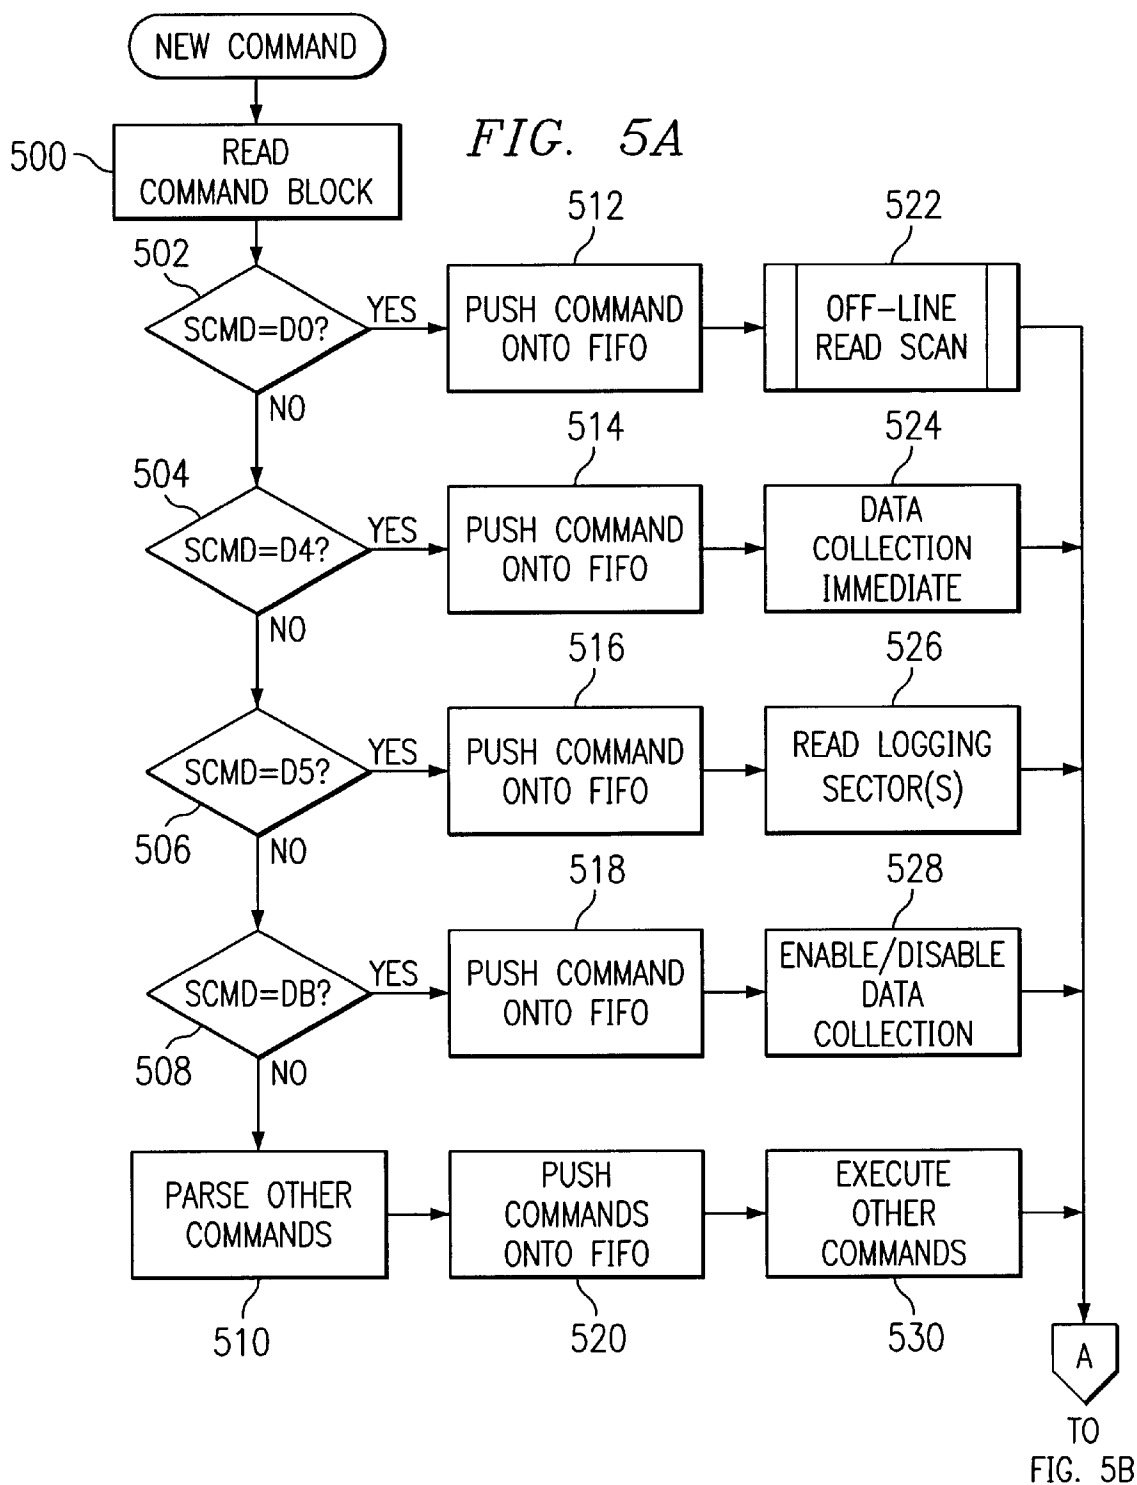 NEW COMMAND
FIG. 5A
500
READ
COMMAND BLOCK
502
SCMD=D0?
YES
NO
512
PUSH COMMAND
ONTO FIFO
522
OFF-LINE
READ SCAN
504
SCMD=D4?
YES
NO
514
PUSH COMMAND
ONTO FIFO
524
DATA
COLLECTION
IMMEDIATE
506
SCMD=D5?
YES
NO
516
PUSH COMMAND
ONTO FIFO
526
READ LOGGING
SECTOR(S)
508
SCMD=DB?
YES
NO
518
PUSH COMMAND
ONTO FIFO
528
ENABLE/DISABLE
DATA
COLLECTION
PARSE OTHER
COMMANDS
510
PUSH
COMMANDS
ONTO FIFO
520
EXECUTE
OTHER
COMMANDS
530
A
TO
FIG. 5B